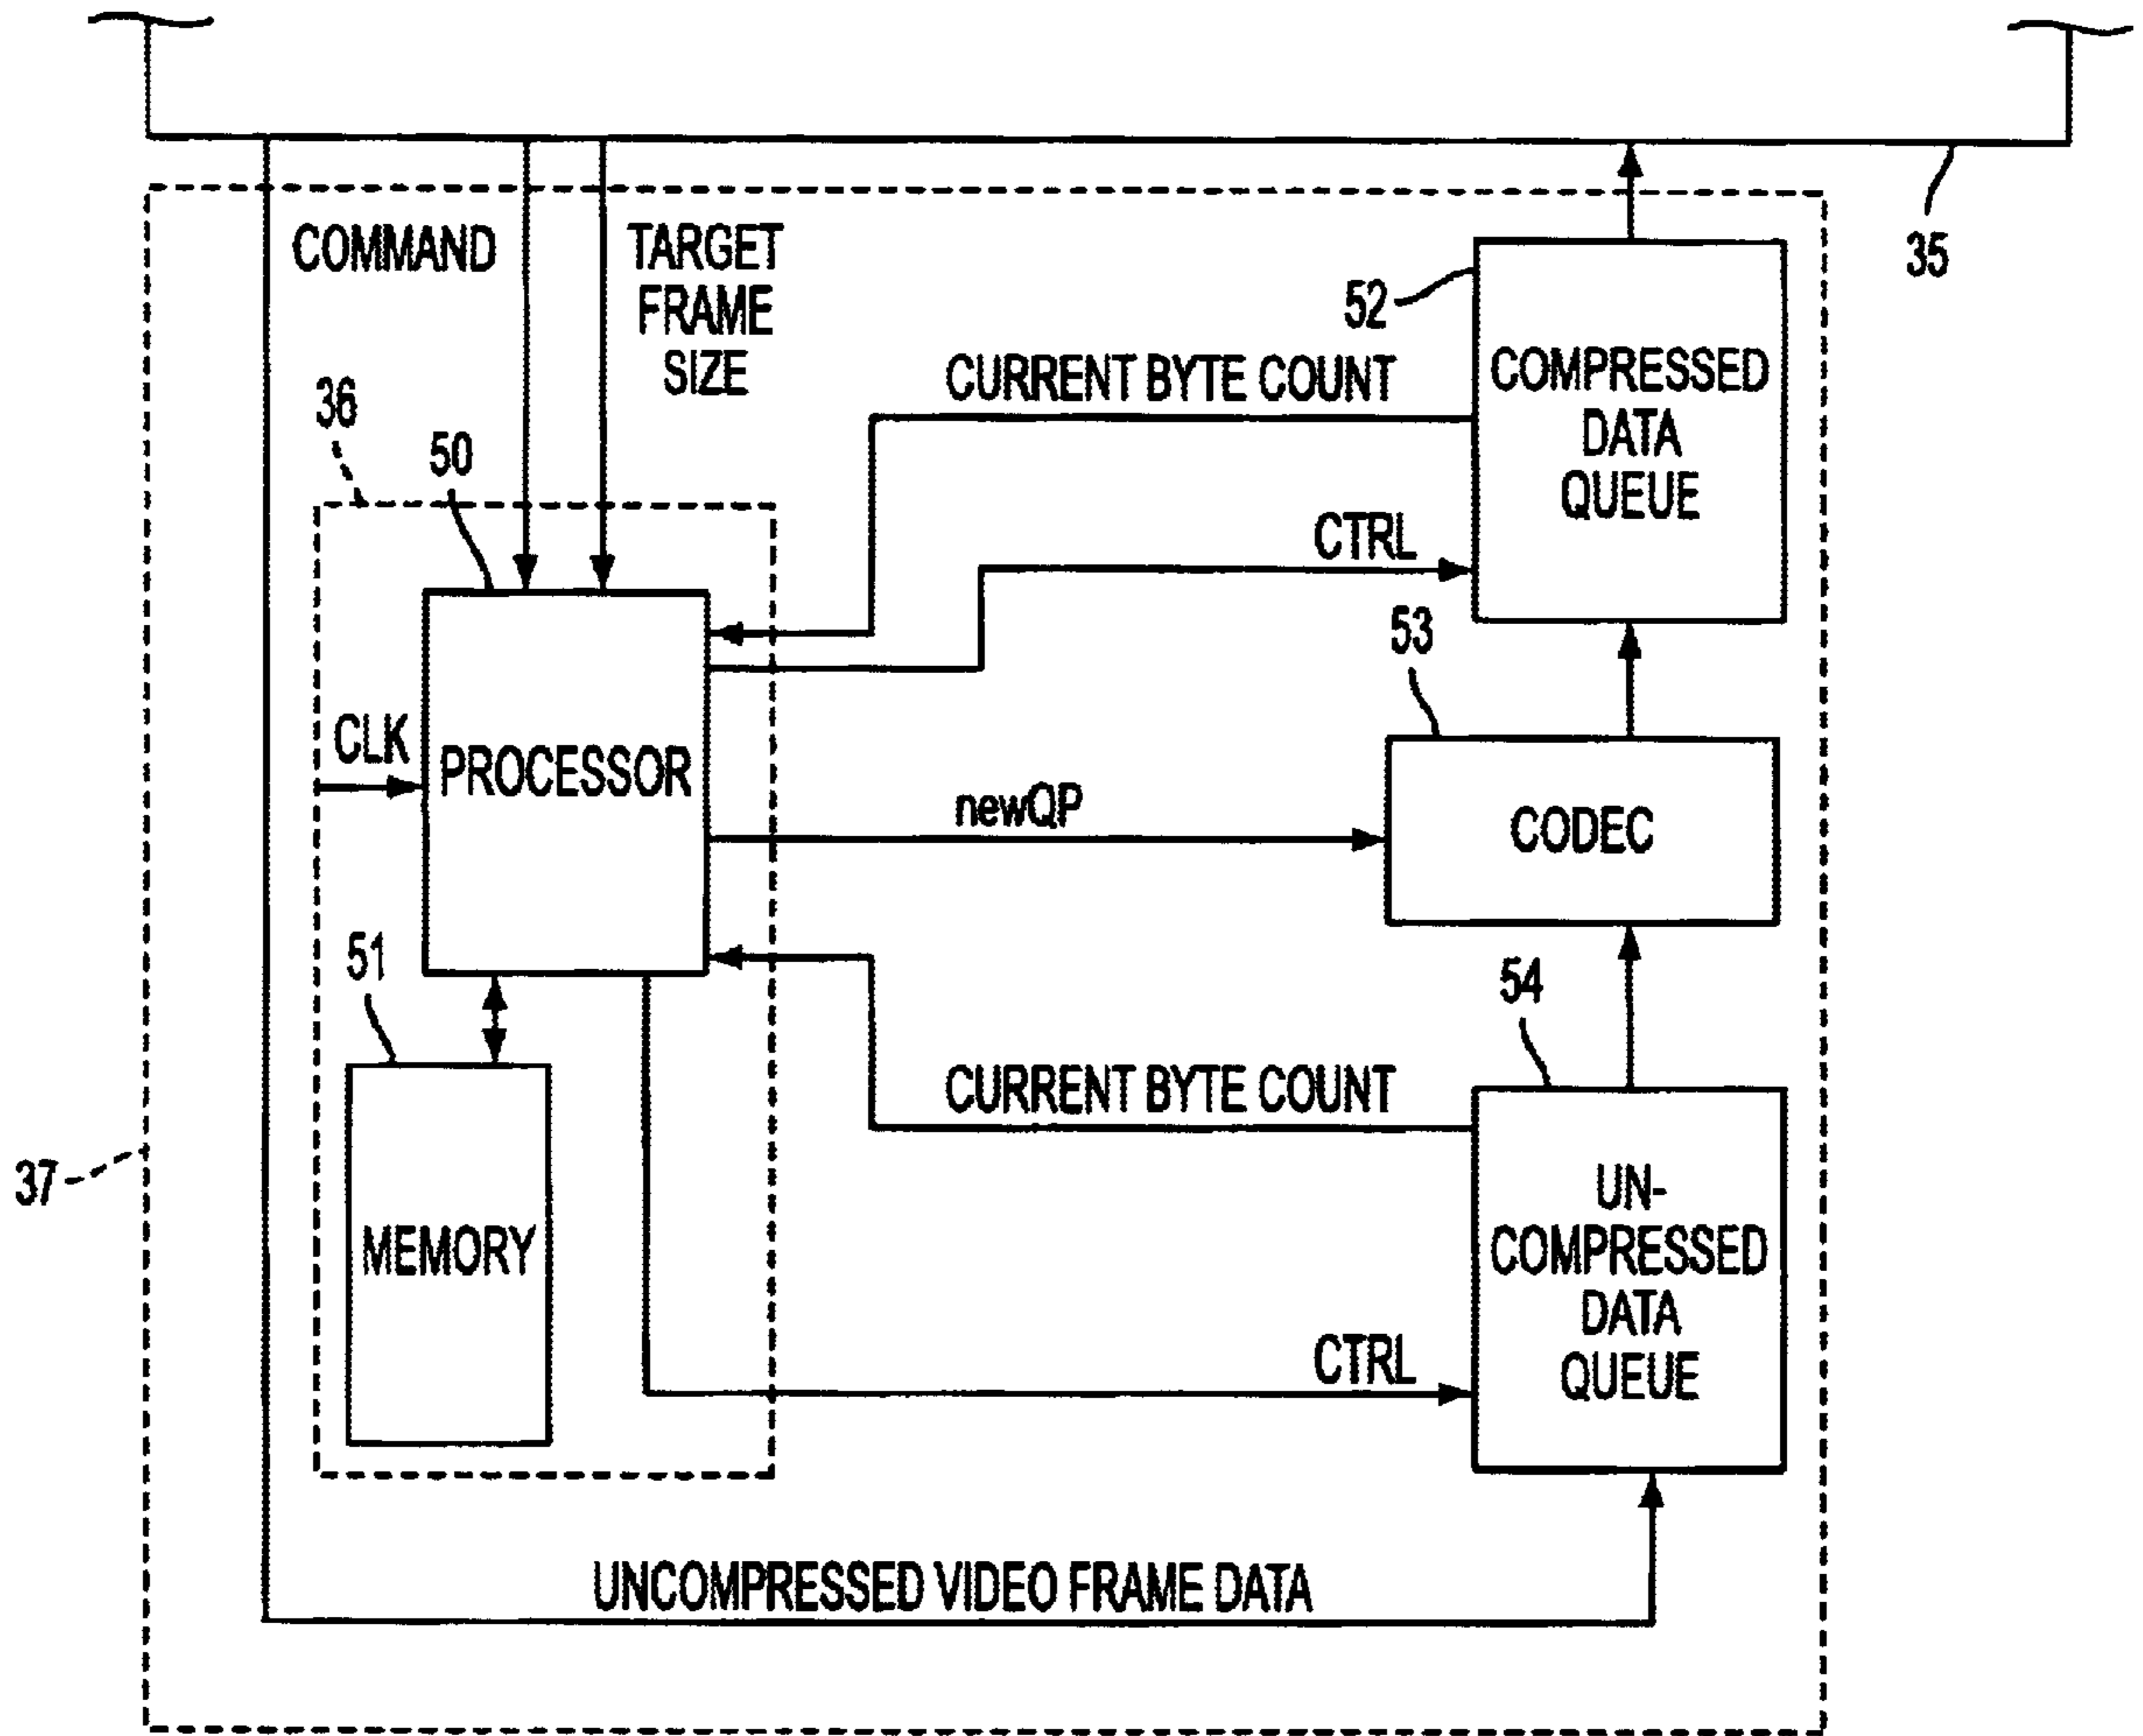 COMMAND
TARGET
FRAME
SIZE
35
52
COMPRESSED
DATA
QUEUE
CURRENT BYTE COUNT
36
50
CTRL
53
CLK
PROCESSOR
newQP
CODEC
51
54
CURRENT BYTE COUNT
37
MEMORY
UN-
COMPRESSED
DATA
QUEUE
CTRL
UNCOMPRESSED VIDEO FRAME DATA